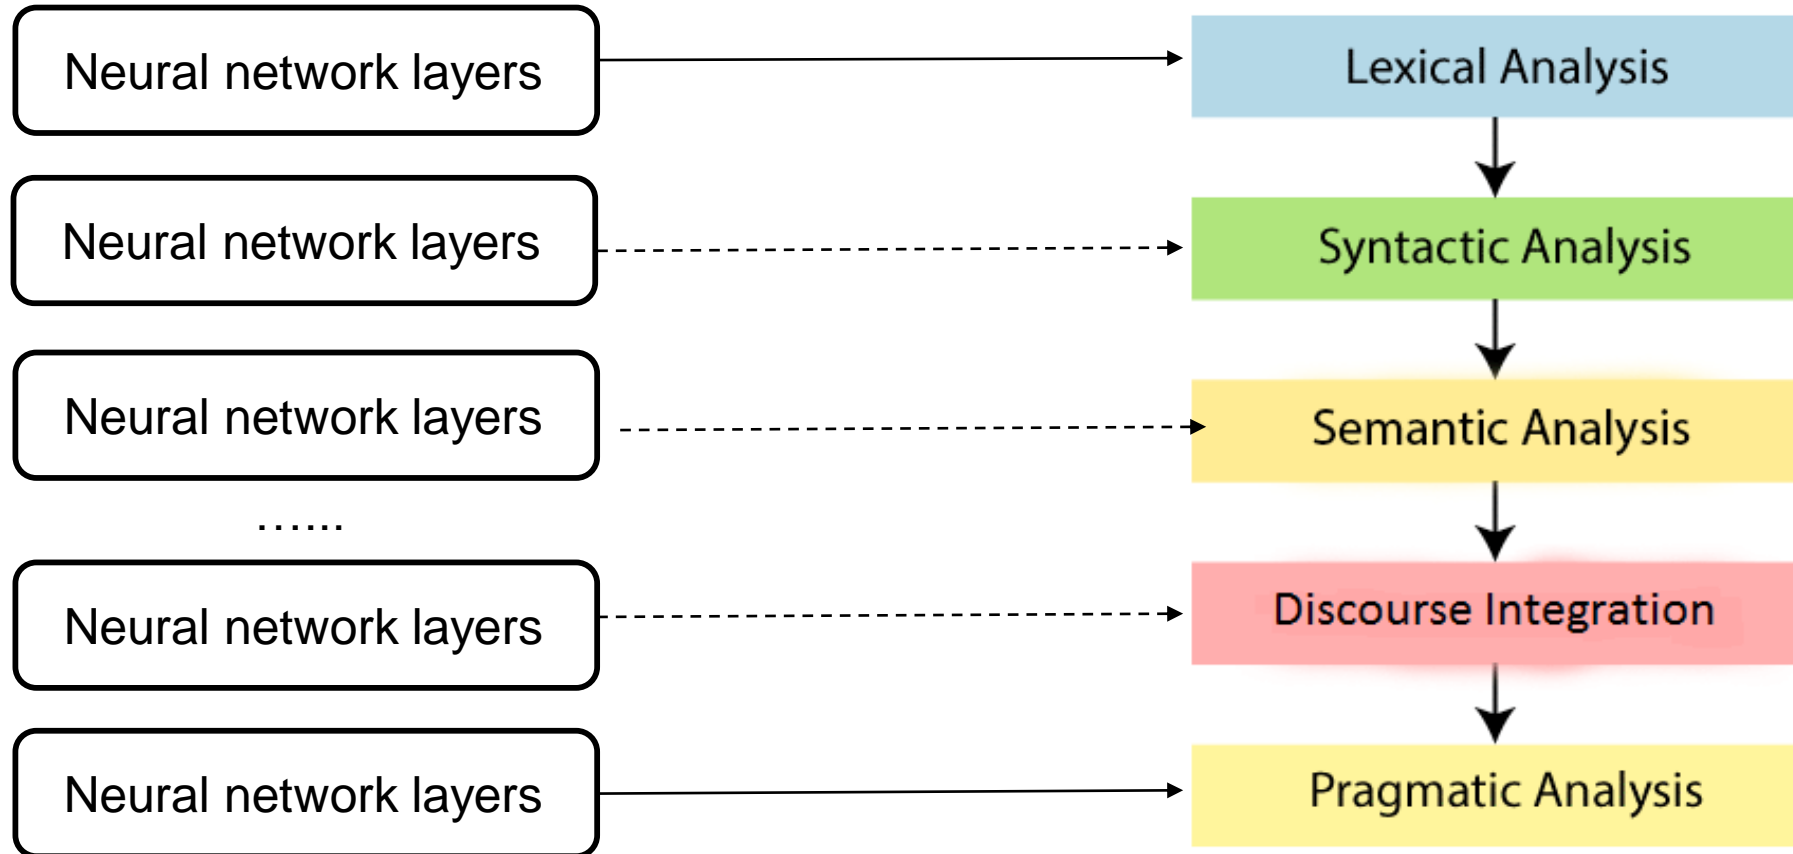 Neural network layers
Lexical Analysis
Neural network layers
Syntactic Analysis
Neural network layers
Semantic Analysis
…...
Neural network layers
Discourse Integration
Neural network layers
Pragmatic Analysis